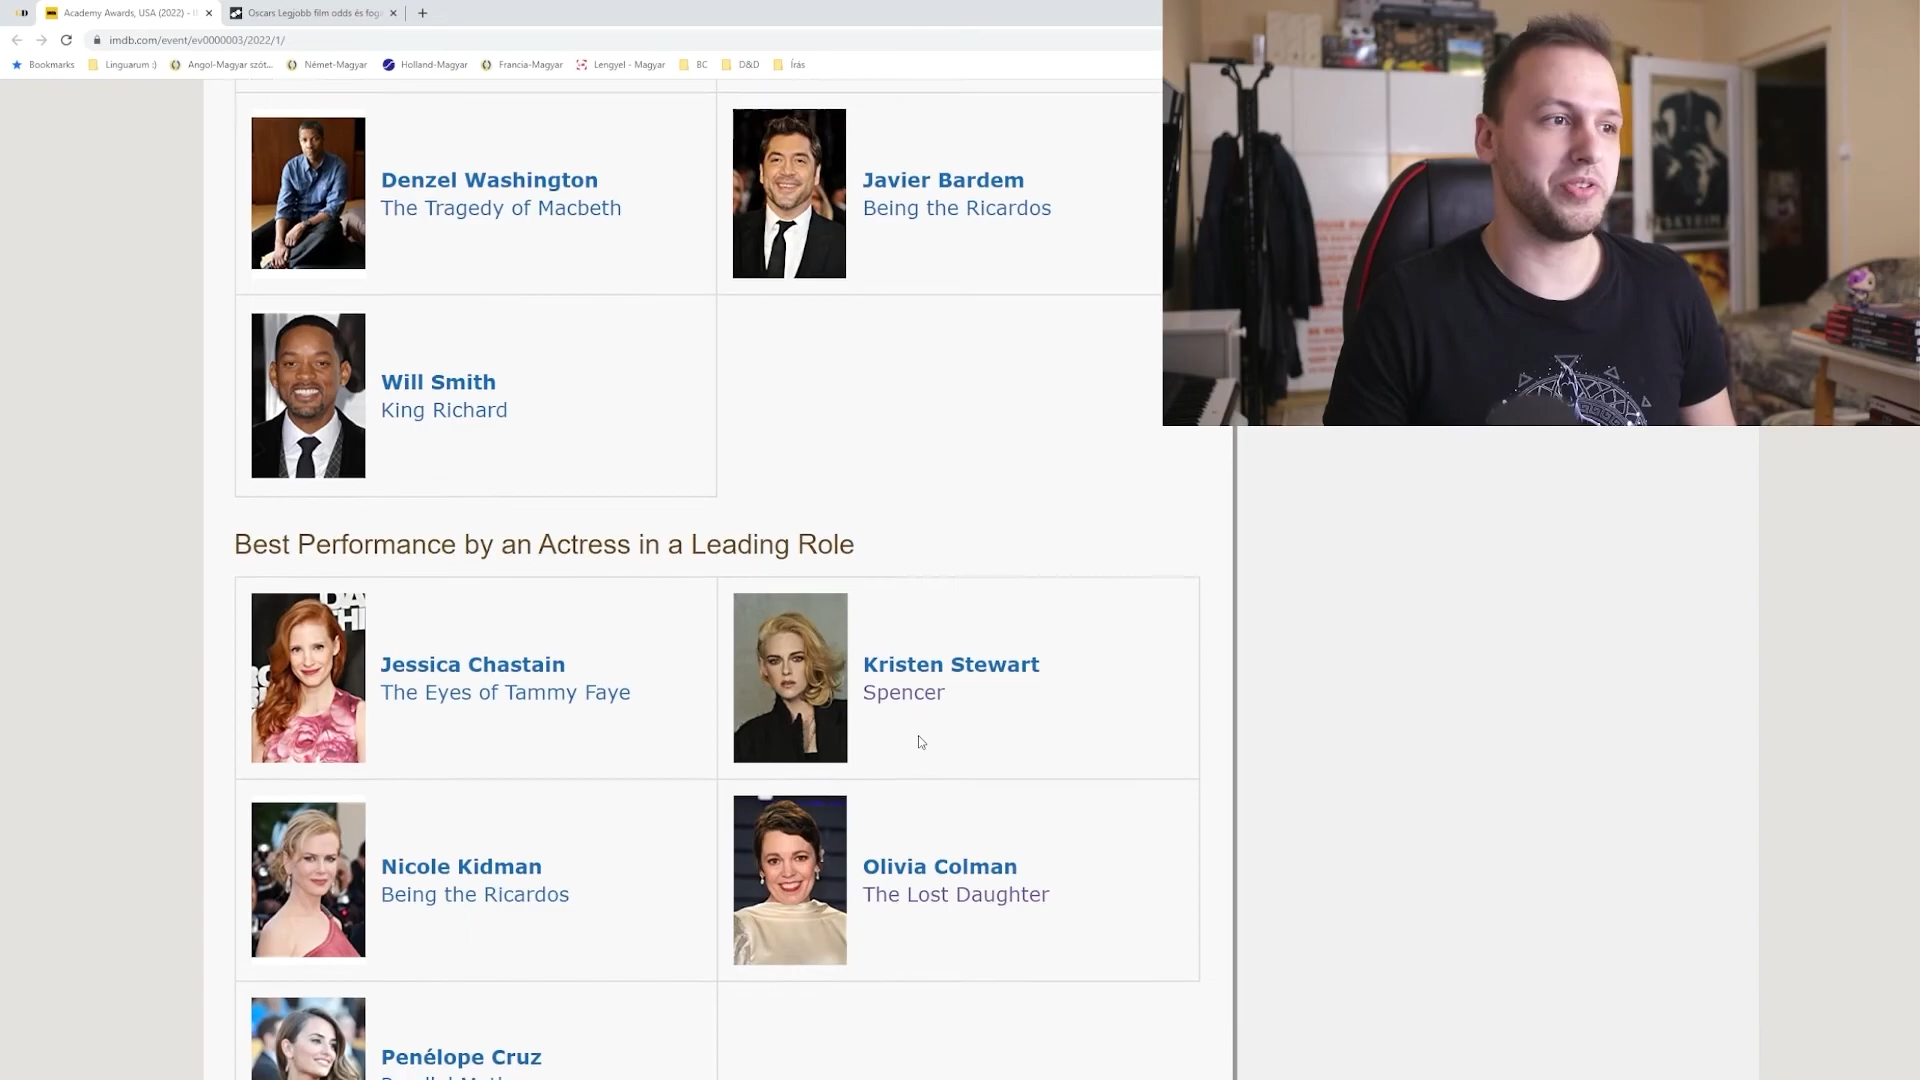 Academy Awards, USA (2022) -
Oscars Legjobb film odds és fog
imdb.com/event/ev0000003/2022/1/
Bookmarks
Linguarum :)
Angol-Magyar szót...
Német-Magyar
Holland-Magyar
Francia-Magyar
Lengyel - Magyar
BC
D&D
Írás
Denzel Washington
The Tragedy of Macbeth
Javier Bardem
Being the Ricardos
Will Smith
King Richard
Best Performance by an Actress in a Leading Role
Jessica Chastain
The Eyes of Tammy Faye
Kristen Stewart
Spencer
Nicole Kidman
Being the Ricardos
Olivia Colman
The Lost Daughter
Penélope Cruz
SKYRIM